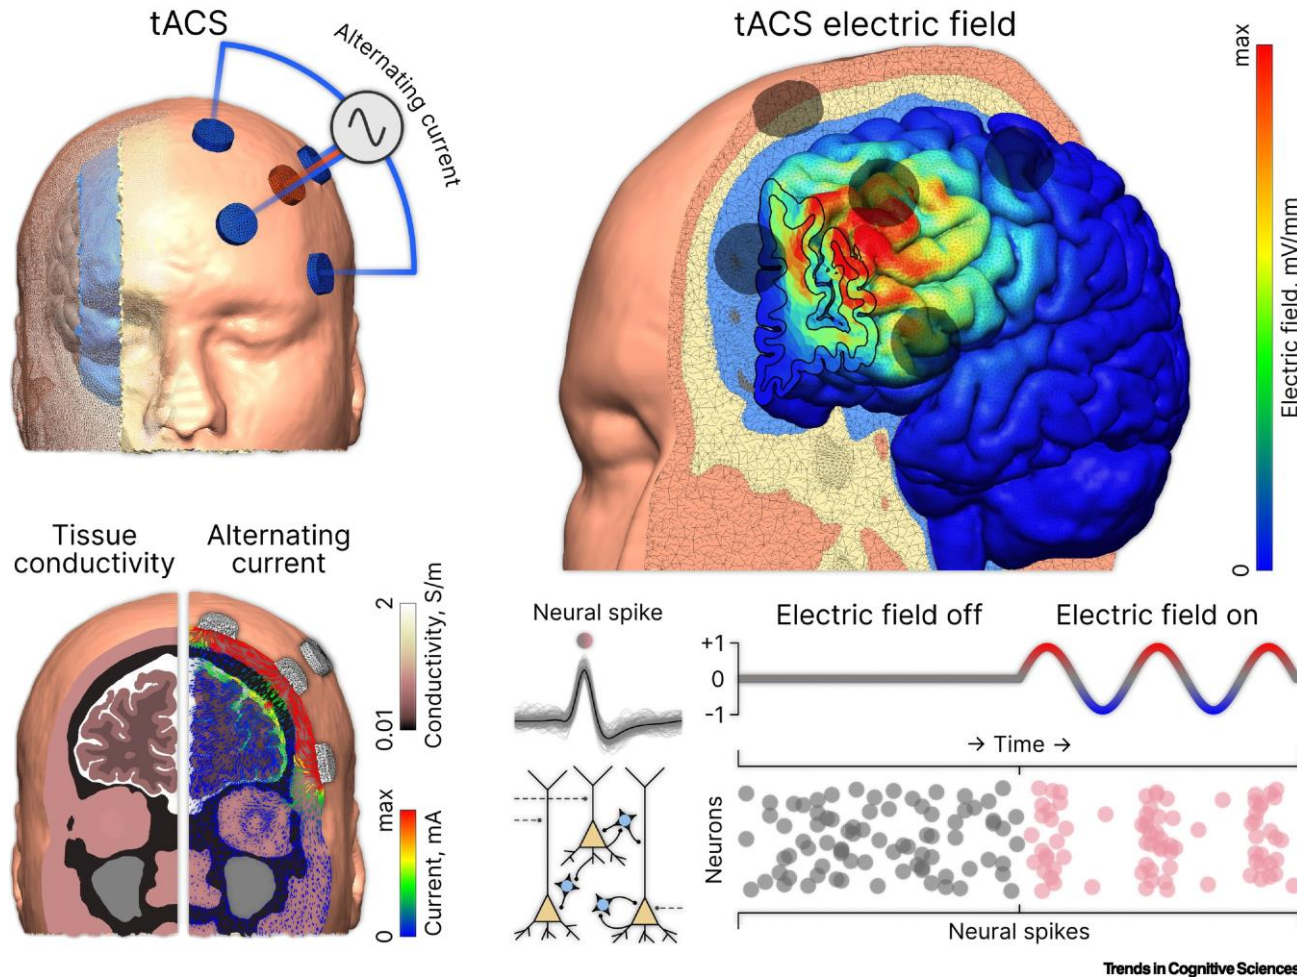 tACS
Alternating current
tACS electric field
max
Electric field, mV/mm
0
Tissue
conductivity
Alternating
current
2
0.01
Conductivity, S/m
max
0
Current, mA
Neural spike
Electric field off
Electric field on
+1
0
−1
→ Time →
Neurons
Neural spikes
Trends in Cognitive Sciences